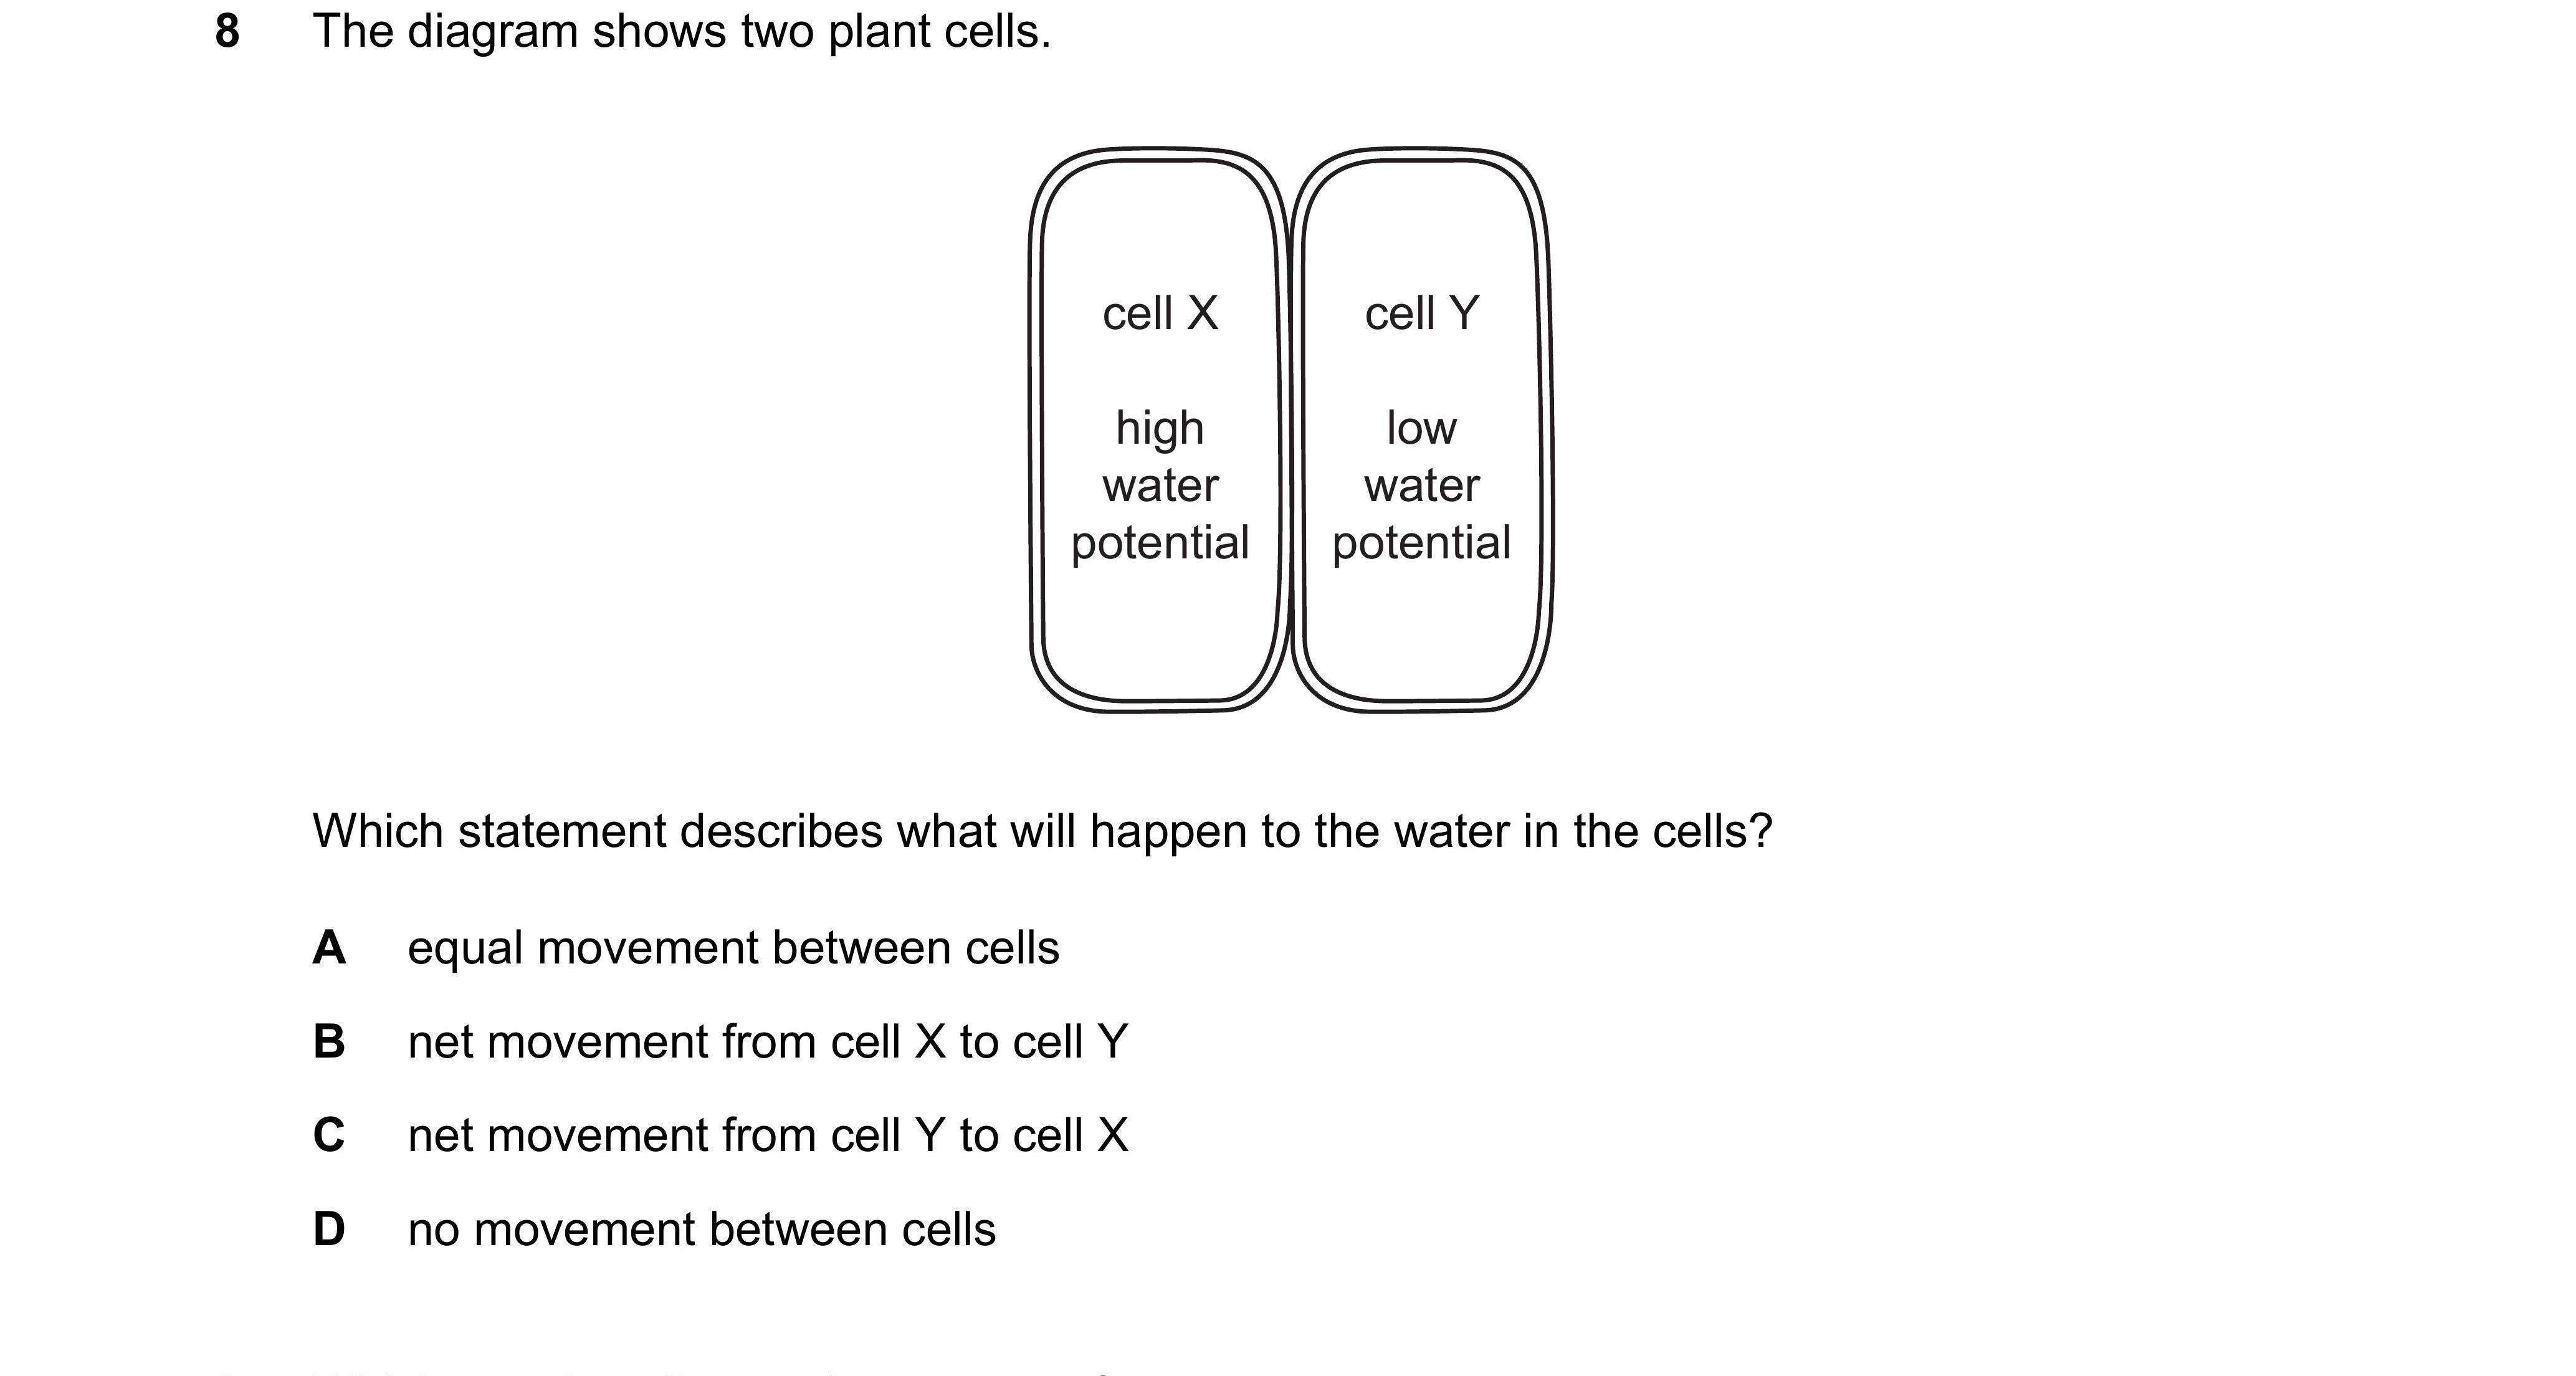 8 The diagram shows two plant cells.
cell X cell Y
high low
water water
potential potential
Which statement describes what will happen to the water in the cells?
A equal movement between cells
B net movement from cell X to cell Y
C net movement from cell Y to cell X
D no movement between cells